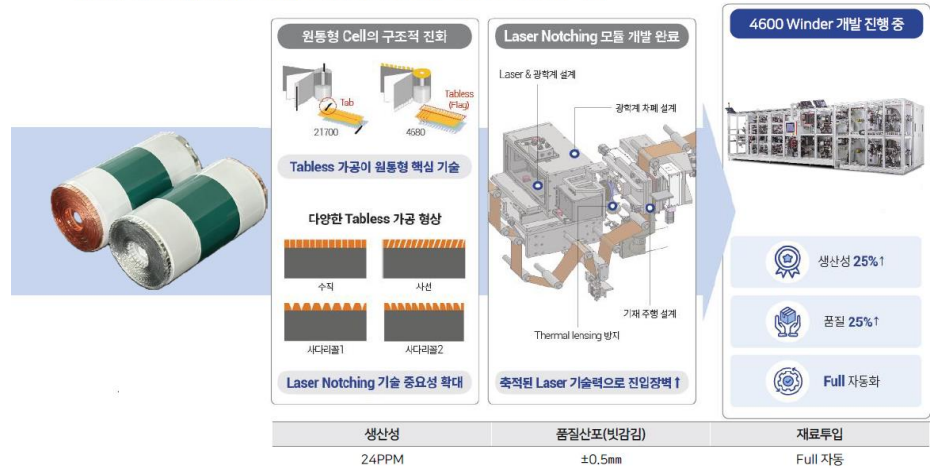 원통형 Cell의 구조적 진화
Tab
21700
Tabless
(Flag)
4680
Tabless 가공이 원통형 핵심 기술
다양한 Tabless 가공 형상
수직
사선
사다리꼴1
사다리꼴2
Laser Notching 기술 중요성 확대
Laser Notching 모듈 개발 완료
Laser & 광학계 설계
광학계 차폐 설계
기재 주행 설계
Thermal lensing 방지
축적된 Laser 기술력으로 진입장벽 ↑
4600 Winder 개발 진행 중
생산성 25%↑
품질 25%↑
Full 자동화
생산성 품질산포(빗감김) 재료투입
24PPM ±0.5mm Full 자동